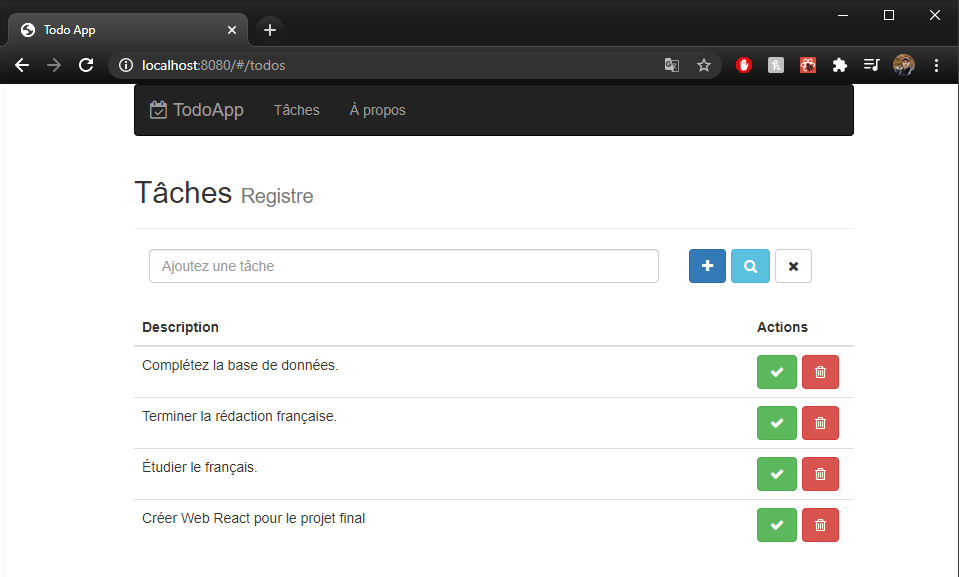 Todo App
localhost:8080/#/todos
TodoApp Tâches À propos
Tâches Registre
Ajoutez une tâche
Description Actions
Complétez la base de données.
Terminer la rédaction française.
Étudier le français.
Créer Web React pour le projet final